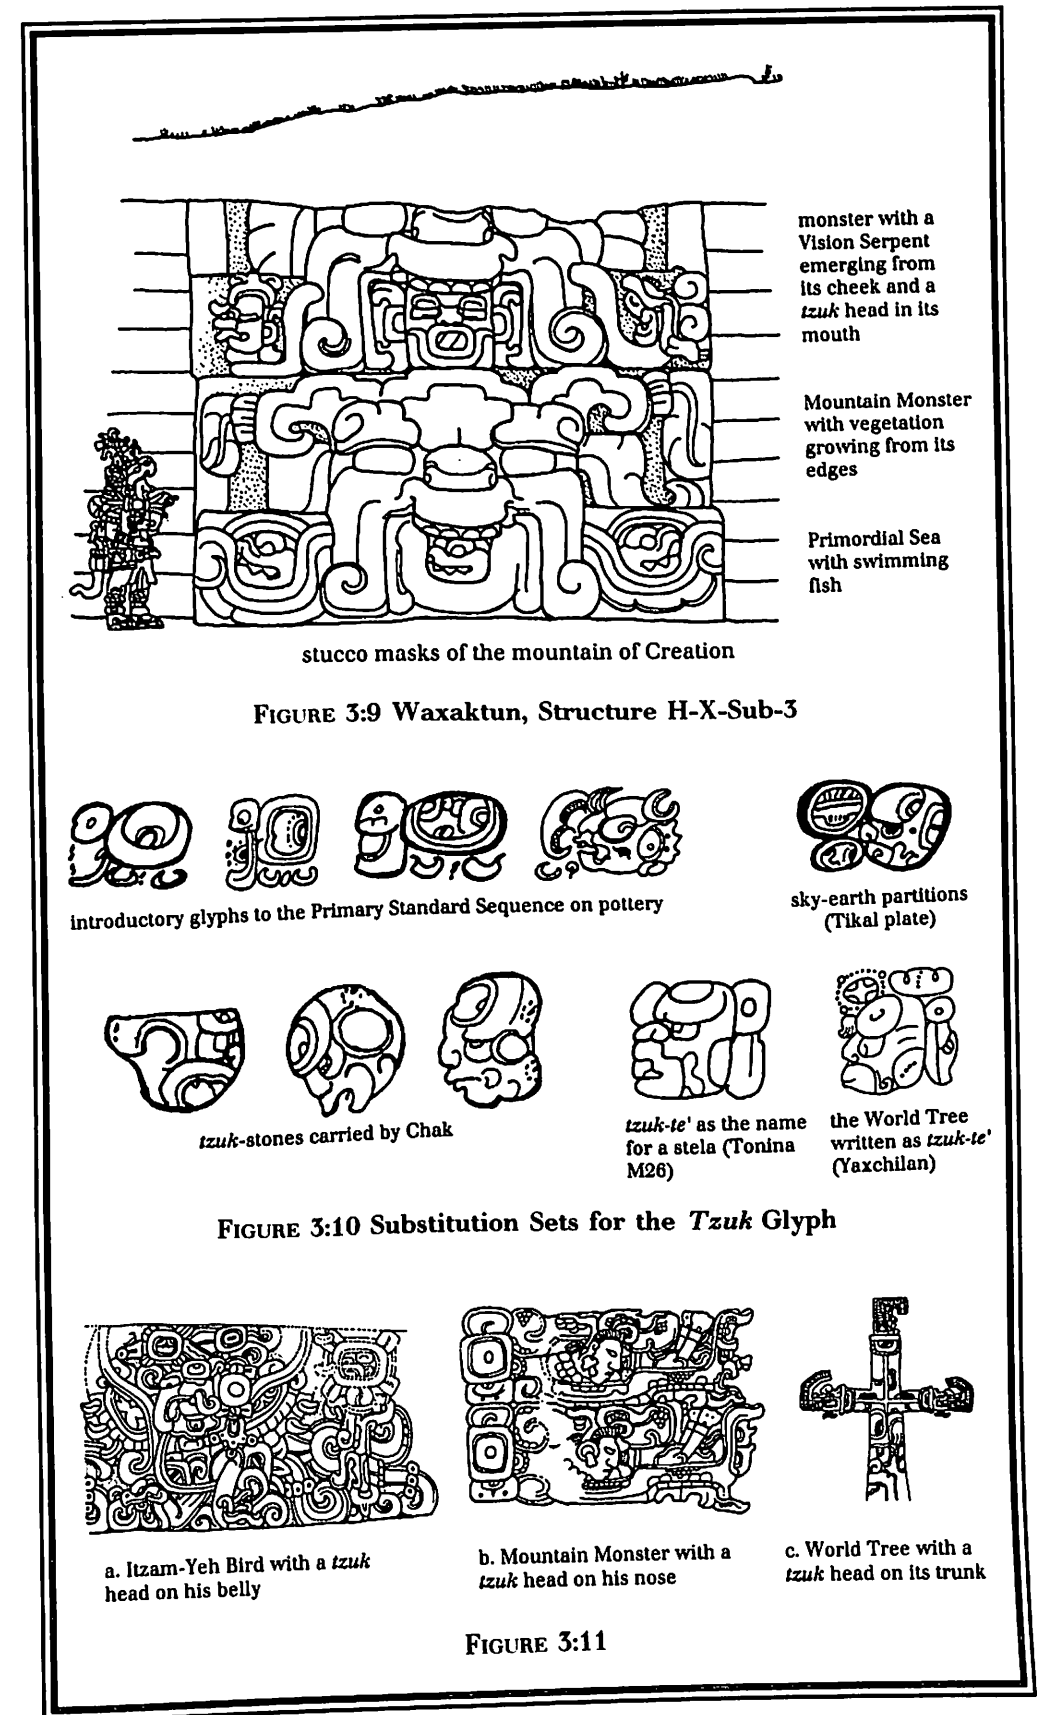 monster with a
Vision Serpent
emerging from
its cheek and a
tzuk head in its
mouth
Mountain Monster
with vegetation
growing from its
edges
Primordial Sea
with swimming
fish
stucco masks of the mountain of Creation
FIGURE 3:9 Waxaktun, Structure H-X-Sub-3
introductory glyphs to the Primary Standard Sequence on pottery
sky-earth partitions
(Tikal plate)
tzuk-stones carried by Chak
tzuk-te' as the name
for a stela (Tonina
M26)
the World Tree
written as tzuk-te'
(Yaxchilan)
FIGURE 3:10 Substitution Sets for the Tzuk Glyph
a. Itzam-Yeh Bird with a tzuk
head on his belly
b. Mountain Monster with a
tzuk head on his nose
c. World Tree with a
tzuk head on its trunk
FIGURE 3:11